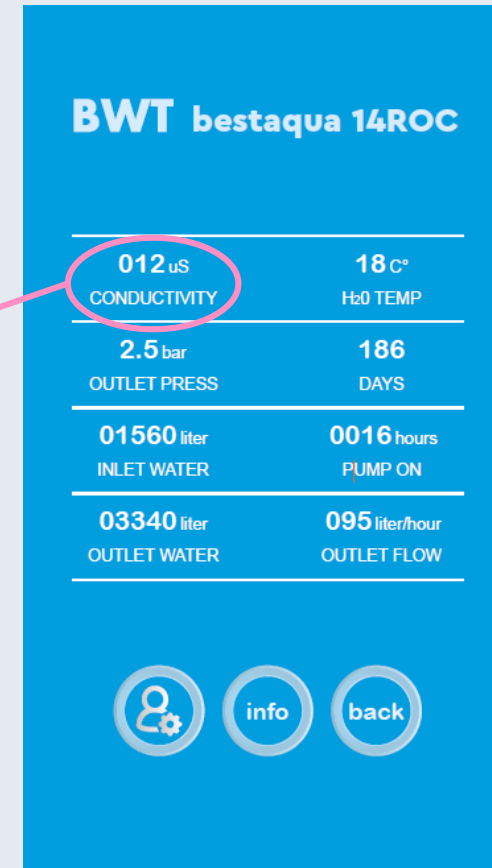 BWT bestaqua 14ROC
012 uS 18 C°
CONDUCTIVITY H20 TEMP
2.5 bar 186
OUTLET PRESS DAYS
01560 liter 0016 hours
INLET WATER PUMP ON
03340 liter 095 liter/hour
OUTLET WATER OUTLET FLOW
info back